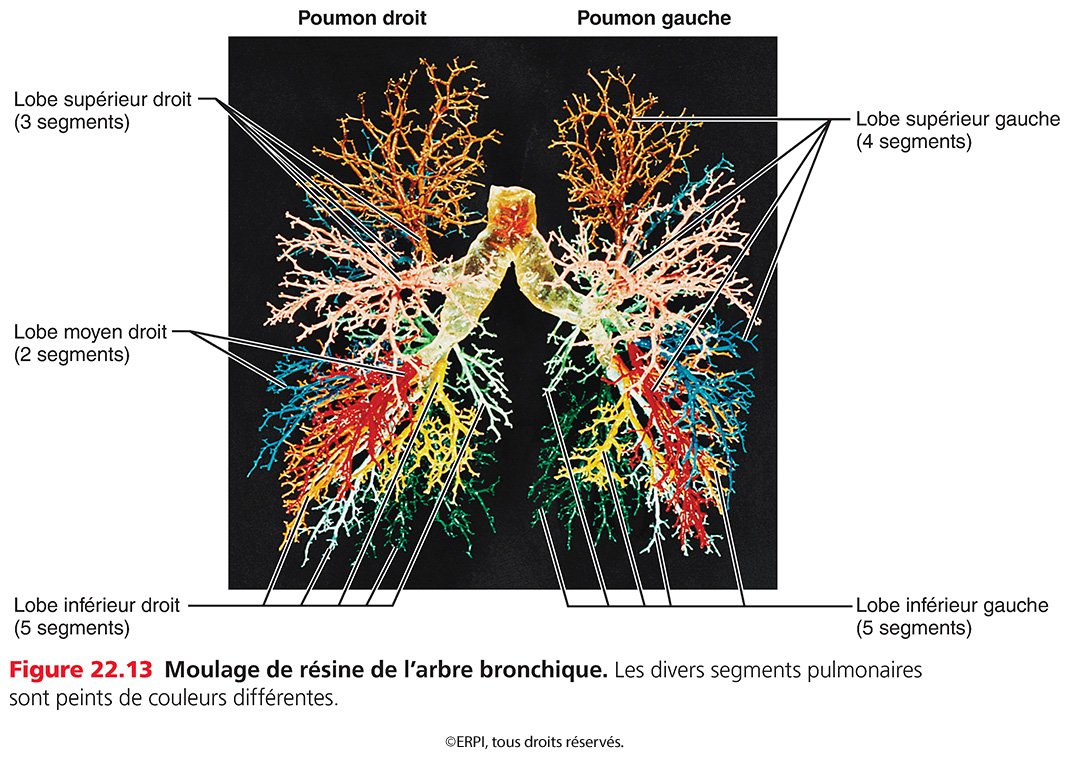 Poumon droit
Poumon gauche
Lobe supérieur droit
(3 segments)
Lobe supérieur gauche
(4 segments)
Lobe moyen droit
(2 segments)
Lobe inférieur droit
(5 segments)
Lobe inférieur gauche
(5 segments)
Figure 22.13 Moulage de résine de l’arbre bronchique. Les divers segments pulmonaires
sont peints de couleurs différentes.
©ERPI, tous droits réservés.